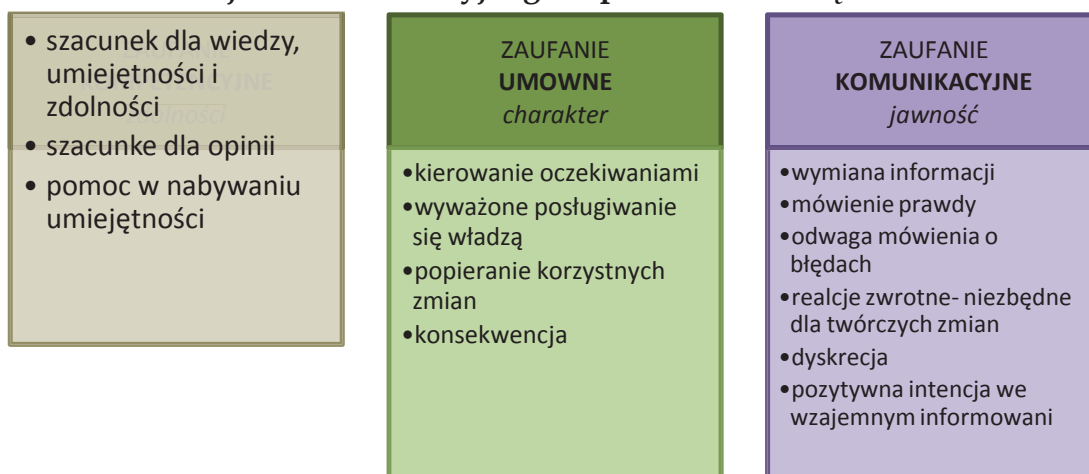 • szacunek dla wiedzy,
umiejętności i
zdolności
• szacunke dla opinii
• pomoc w nabywaniu
umiejętności
ZAUFANIE
UMOWNE
charakter
•kierowanie oczekiwaniami
•wyważone posługiwanie
się władzą
•popieranie korzystnych
zmian
•konsekwencja
ZAUFANIE
KOMUNIKACYJNE
jawność
•wymiana informacji
•mówienie prawdy
•odwaga mówienia o
błędach
•realcje zwrotne- niezbędne
dla twórczych zmian
•dyskrecja
•pozytywna intencja we
wzajemnym informowani